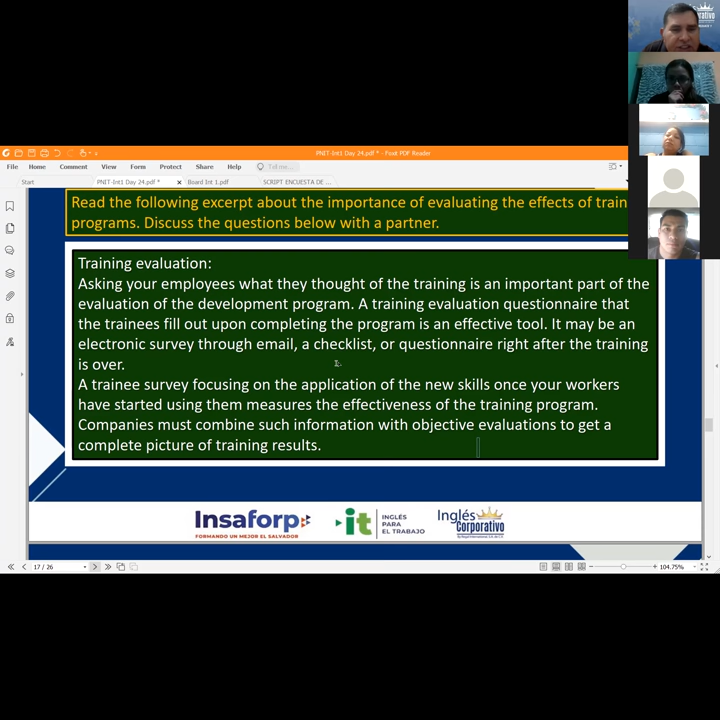 PNIT-Int1 Day 24.pdf * - Foxit PDF Reader
File Home Comment View Form Protect Share Help Tell me...
Start PNIT-Int1 Day 24.pdf * Board Int 1.pdf SCRIPT ENCUESTA DE ...
Read the following excerpt about the importance of evaluating the effects of train
programs. Discuss the questions below with a partner.
Training evaluation:
Asking your employees what they thought of the training is an important part of the
evaluation of the development program. A training evaluation questionnaire that
the trainees fill out upon completing the program is an effective tool. It may be an
electronic survey through email, a checklist, or questionnaire right after the training
is over.
A trainee survey focusing on the application of the new skills once your workers
have started using them measures the effectiveness of the training program.
Companies must combine such information with objective evaluations to get a
complete picture of training results.
Insaforp
FORMANDO UN MEJOR EL SALVADOR
it
INGLÉS
PARA
EL TRABAJO
Inglés
Corporativo
17 / 26
104.75%